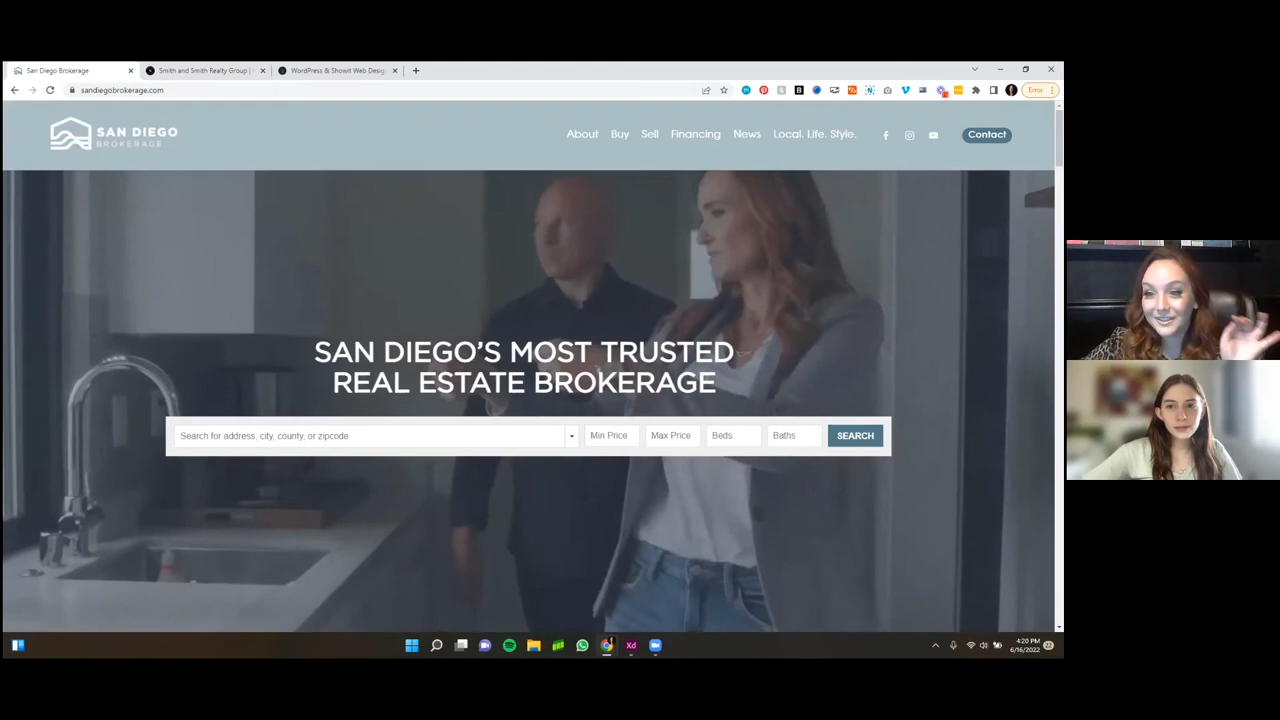 San Diego Brokerage
Smith and Smith Realty Group |
WordPress & Showit Web Desig
sandiegobrokerage.com
Error
SAN DIEGO
BROKERAGE
About Buy Sell Financing News Local. Life. Style. Contact
SAN DIEGO'S MOST TRUSTED
REAL ESTATE BROKERAGE
Search for address, city, county, or zipcode Min Price Max Price Beds Baths SEARCH
Xd
4:20 PM
6/16/2022